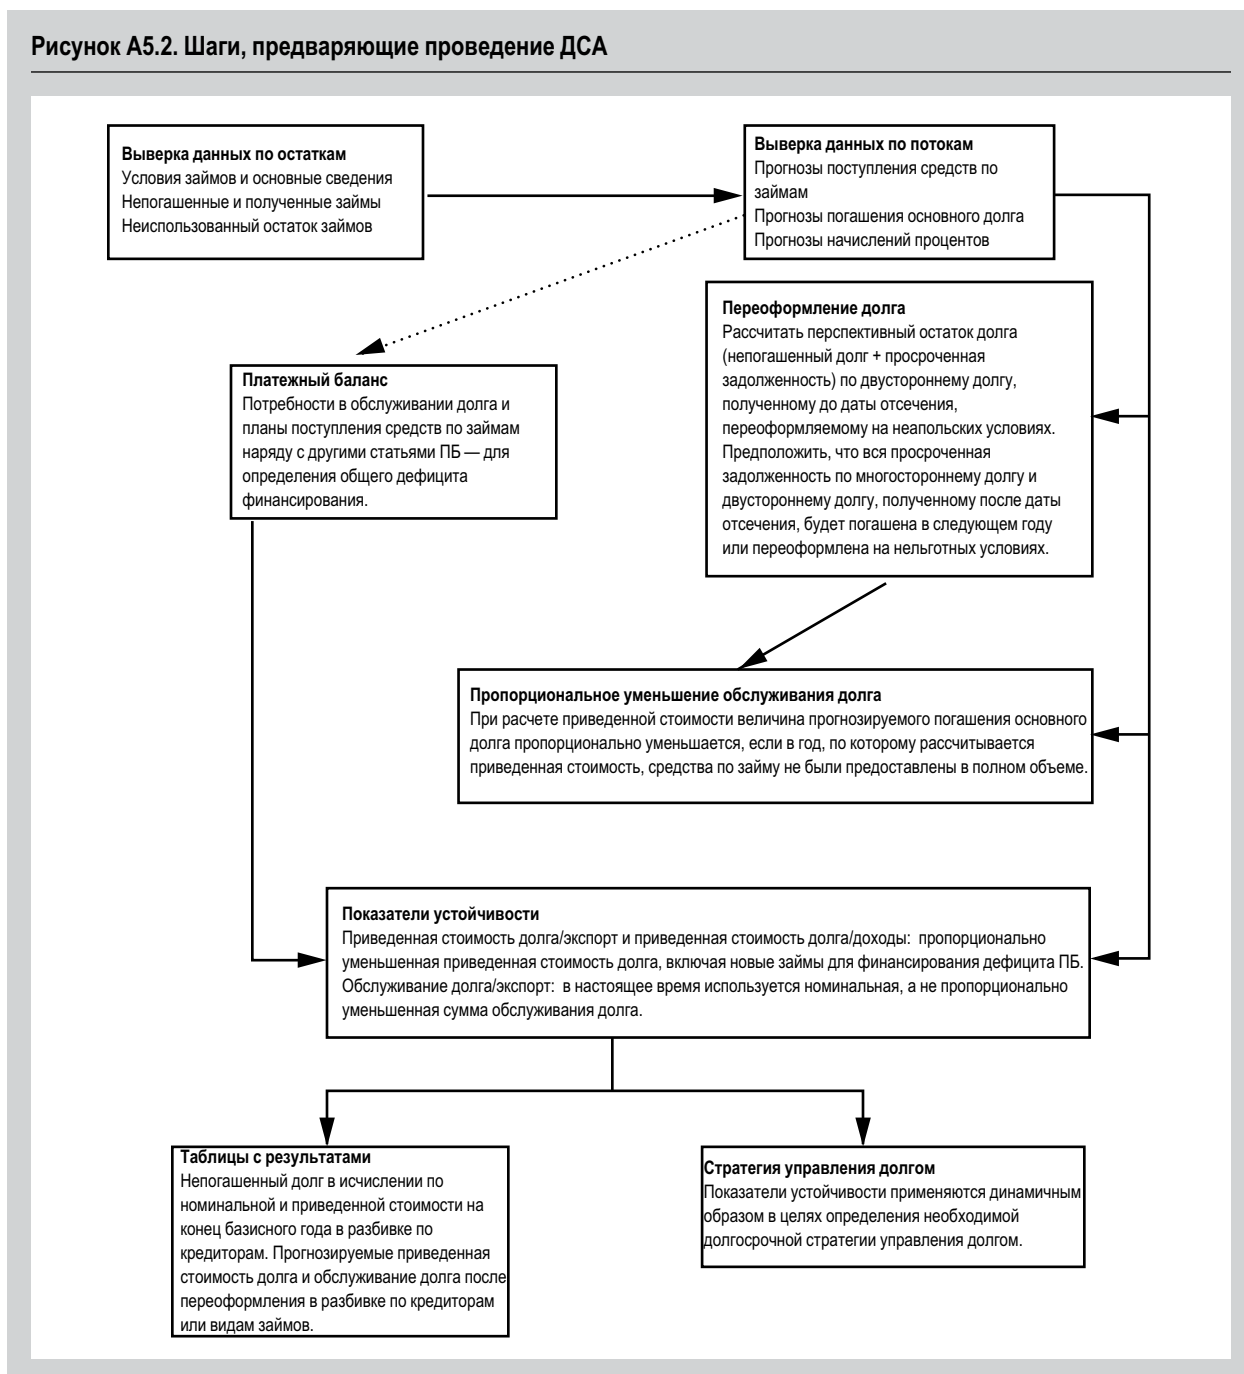 Рисунок А5.2. Шаги, предваряющие проведение ДСА
Выверка данных по остаткам
Условия займов и основные сведения
Непогашенные и полученные займы
Неиспользованный остаток займов
Выверка данных по потокам
Прогнозы поступления средств по
займам
Прогнозы погашения основного долга
Прогнозы начислений процентов
Переоформление долга
Рассчитать перспективный остаток долга
(непогашенный долг + просроченная
задолженность) по двустороннему долгу,
полученному до даты отсечения,
переоформляемому на неапольских условиях.
Предположить, что вся просроченная
задолженность по многостороннему долгу и
двустороннему долгу, полученному после даты
отсечения, будет погашена в следующем году
или переоформлена на нельготных условиях.
Платежный баланс
Потребности в обслуживании долга и
планы поступления средств по займам
наряду с другими статьями ПБ — для
определения общего дефицита
финансирования.
Пропорциональное уменьшение обслуживания долга
При расчете приведенной стоимости величина прогнозируемого погашения основного
долга пропорционально уменьшается, если в год, по которому рассчитывается
приведенная стоимость, средства по займу не были предоставлены в полном объеме.
Показатели устойчивости
Приведенная стоимость долга/экспорт и приведенная стоимость долга/доходы: пропорционально
уменьшенная приведенная стоимость долга, включая новые займы для финансирования дефицита ПБ.
Обслуживание долга/экспорт: в настоящее время используется номинальная, а не пропорционально
уменьшенная сумма обслуживания долга.
Таблицы с результатами
Непогашенный долг в исчислении по
номинальной и приведенной стоимости на
конец базисного года в разбивке по
кредиторам. Прогнозируемые приведенная
стоимость долга и обслуживание долга после
переоформления в разбивке по кредиторам
или видам займов.
Стратегия управления долгом
Показатели устойчивости применяются динамичным
образом в целях определения необходимой
долгосрочной стратегии управления долгом.